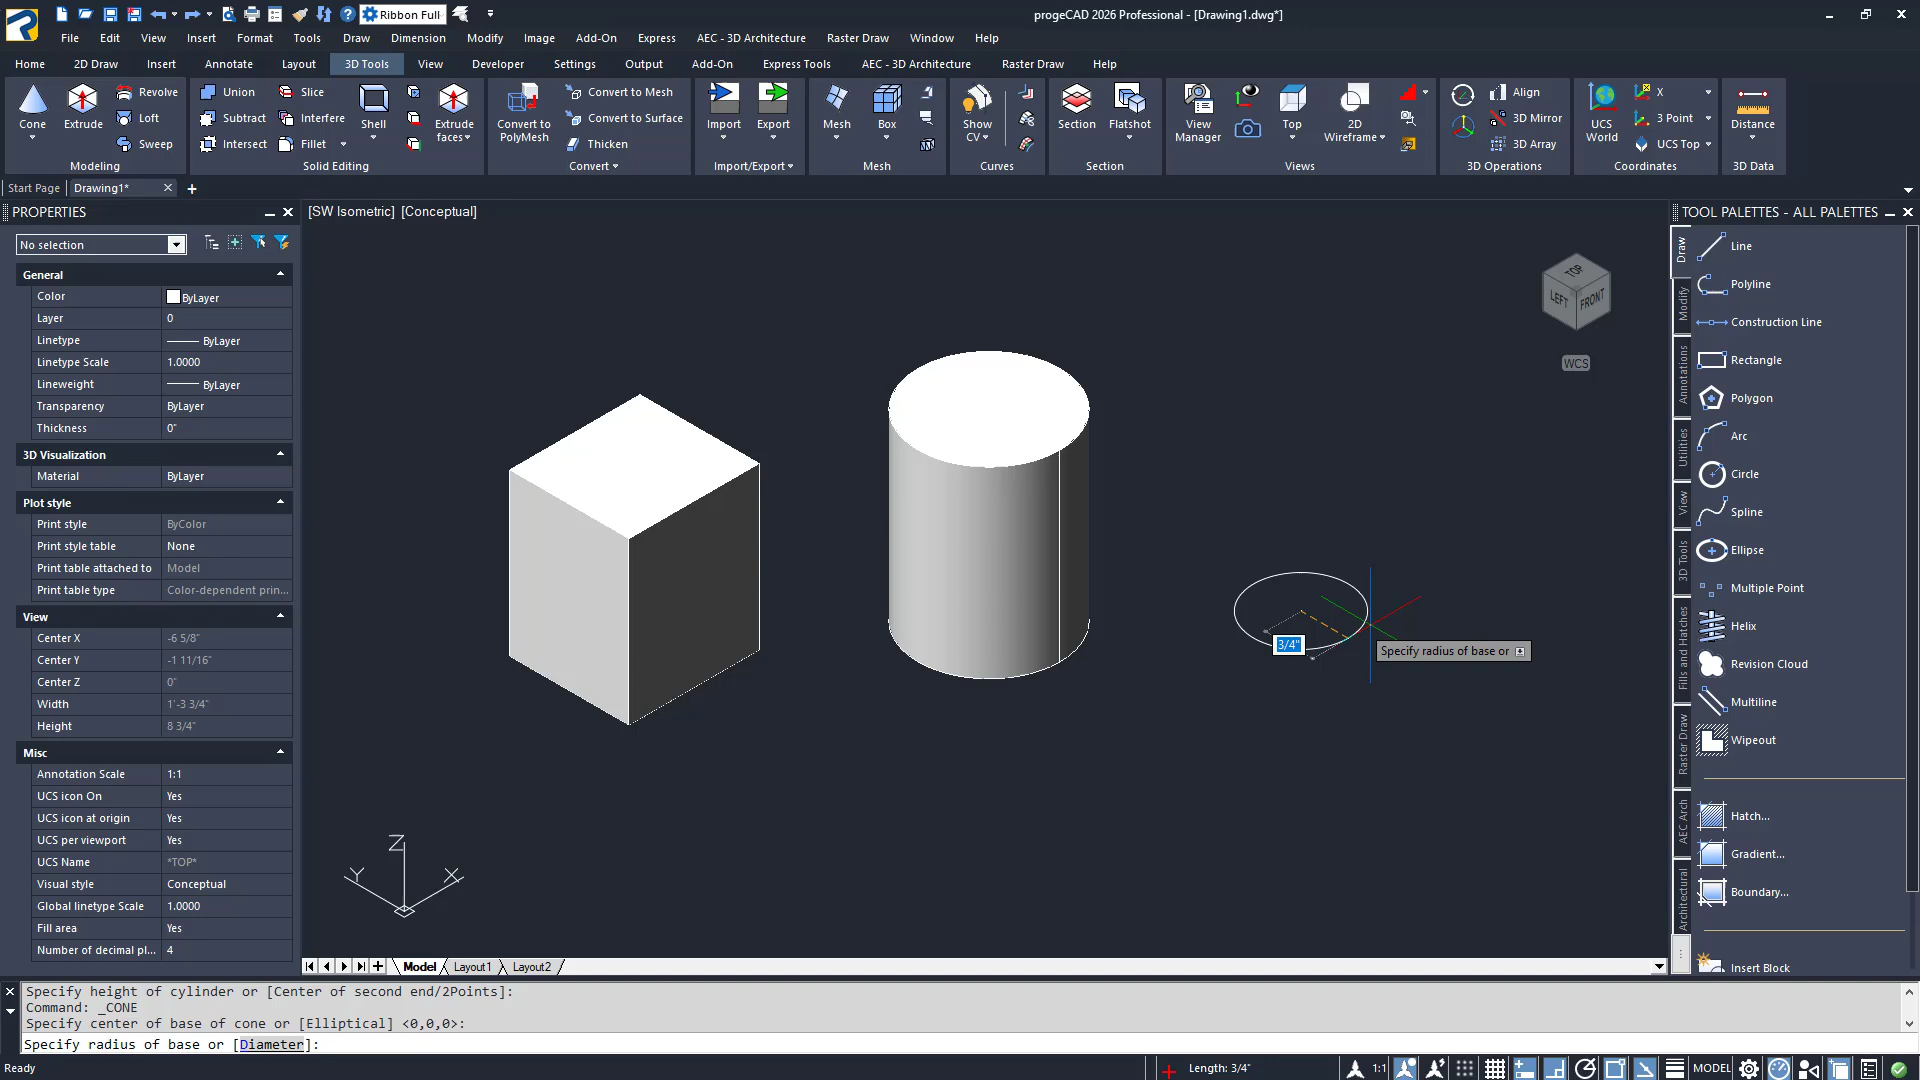 Ribbon Full
progeCAD 2026 Professional - [Drawing1.dwg*]
File Edit View Insert Format Tools Draw Dimension Modify Image Add-On Express AEC - 3D Architecture Raster Draw Window Help
Home 2D Draw Insert Annotate Layout 3D Tools View Developer Settings Output Add-On Express Tools AEC - 3D Architecture Raster Draw Help
Cone
Extrude
Revolve
Loft
Sweep
Modeling
Union
Subtract
Intersect
Slice
Interfere
Fillet
Shell
Extrude
faces
Solid Editing
Convert to
PolyMesh
Convert to Mesh
Convert to Surface
Thicken
Convert
Import
Export
Import/Export
Mesh
Box
Mesh
Show
CV
Curves
Section
Flatshot
Section
View
Manager
Top
2D
Wireframe
Views
Align
3D Mirror
3D Array
3D Operations
UCS
World
X
3 Point
UCS Top
Coordinates
Distance
3D Data
Start Page
Drawing1*
PROPERTIES
No selection
General
Color ByLayer
Layer 0
Linetype ByLayer
Linetype Scale 1.0000
Lineweight ByLayer
Transparency ByLayer
Thickness 0"
3D Visualization
Material ByLayer
Plot style
Print style ByColor
Print style table None
Print table attached to Model
Print table type Color-dependent prin...
View
Center X -6 5/8"
Center Y -1 11/16"
Center Z 0"
Width 1'-3 3/4"
Height 8 3/4"
Misc
Annotation Scale 1:1
UCS icon On Yes
UCS icon at origin Yes
UCS per viewport Yes
UCS Name *TOP*
Visual style Conceptual
Global linetype Scale 1.0000
Fill area Yes
Number of decimal pl... 4
[SW Isometric] [Conceptual]
TOP
LEFT
FRONT
WCS
3/4"
Specify radius of base or
Z
Y
X
Model Layout1 Layout2
TOOL PALETTES - ALL PALETTES
Draw
Modify
Annotations
Utilities
View
3D Tools
Fills and Hatches
Raster Draw
AEC Arch
Architectural
Line
Polyline
Construction Line
Rectangle
Polygon
Arc
Circle
Spline
Ellipse
Multiple Point
Helix
Revision Cloud
Multiline
Wipeout
Hatch...
Gradient...
Boundary...
Insert Block
Specify height of cylinder or [Center of second end/2Points]:
Command: _CONE
Specify center of base of cone or [Elliptical] <0,0,0>:
Specify radius of base or [Diameter]:
Ready
Length: 3/4"
1:1
MODEL